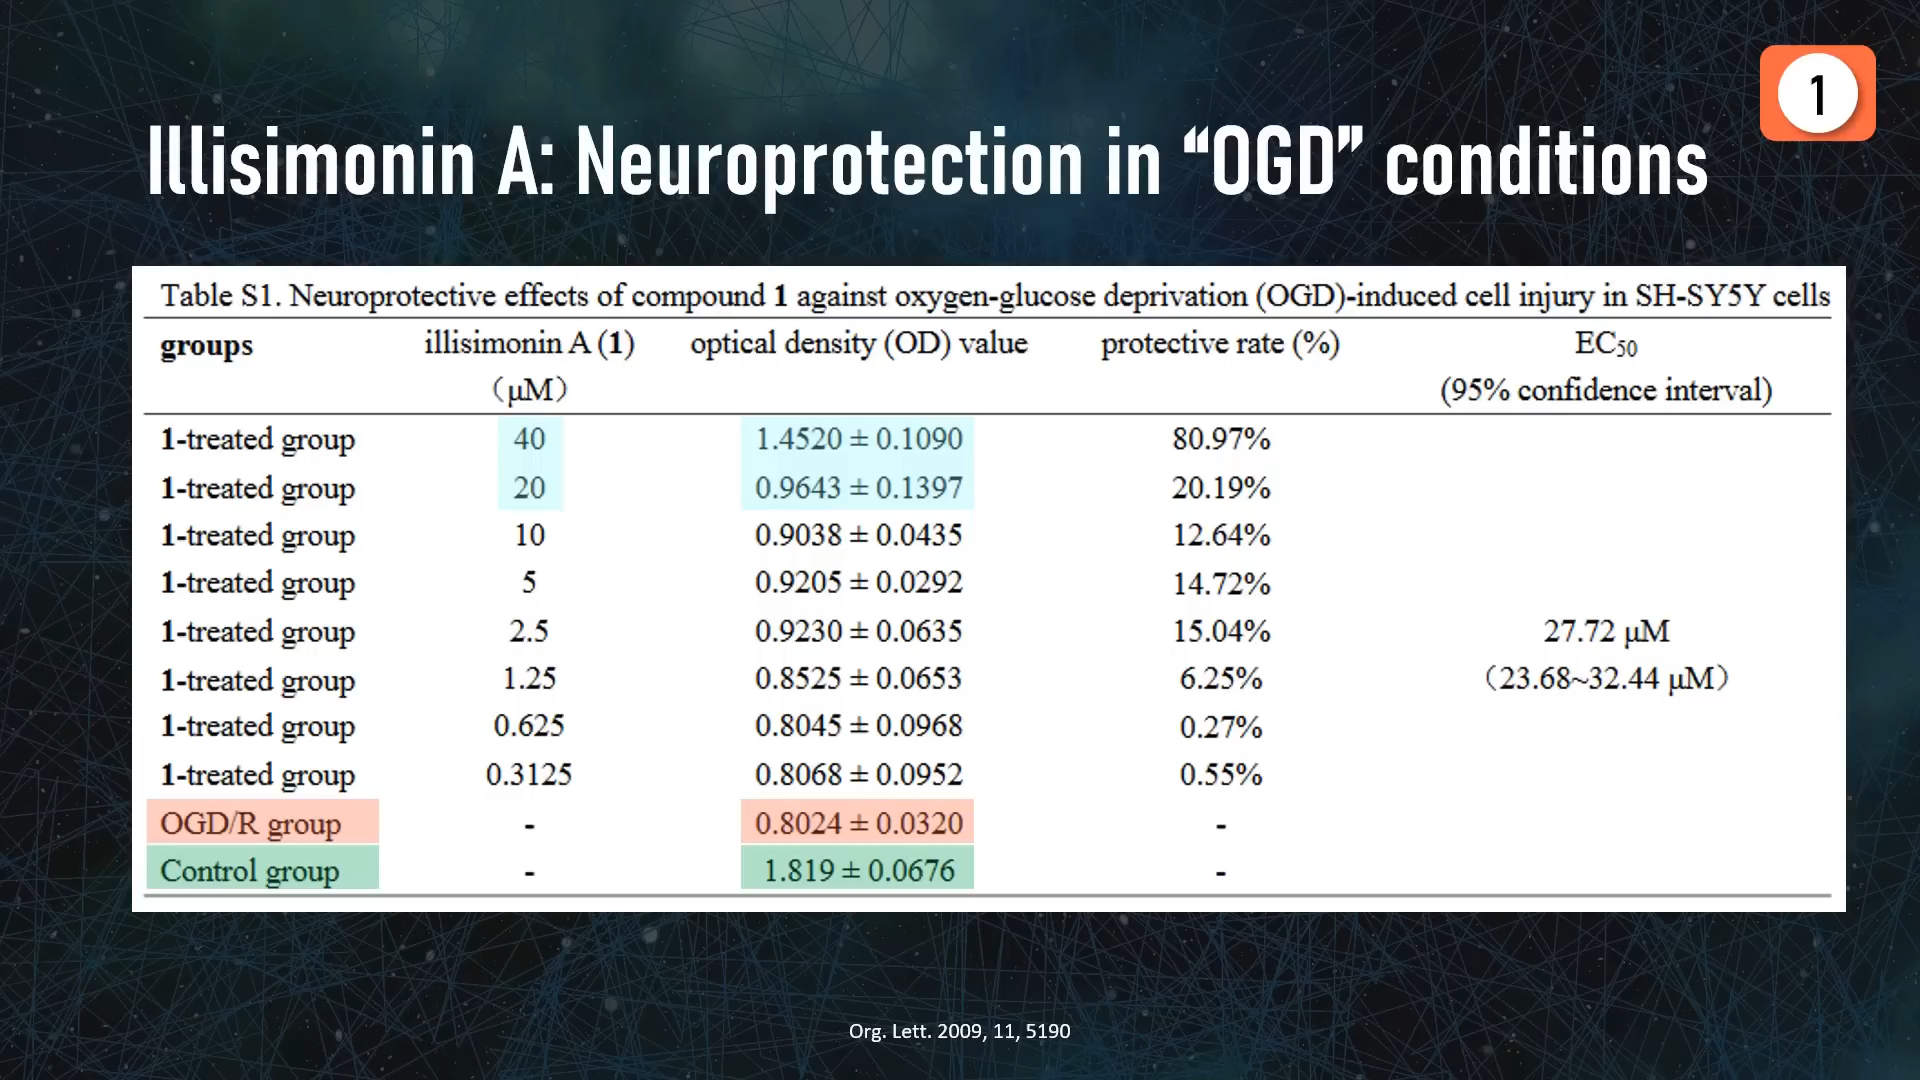 1
Illisimonin A: Neuroprotection in “OGD” conditions
Table S1. Neuroprotective effects of compound 1 against oxygen-glucose deprivation (OGD)-induced cell injury in SH-SY5Y cells
groups illisimonin A (1) optical density (OD) value protective rate (%) EC50
(μM) (95% confidence interval)
1-treated group 40 1.4520 ± 0.1090 80.97%
1-treated group 20 0.9643 ± 0.1397 20.19%
1-treated group 10 0.9038 ± 0.0435 12.64%
1-treated group 5 0.9205 ± 0.0292 14.72%
1-treated group 2.5 0.9230 ± 0.0635 15.04% 27.72 μM
1-treated group 1.25 0.8525 ± 0.0653 6.25% (23.68~32.44 μM)
1-treated group 0.625 0.8045 ± 0.0968 0.27%
1-treated group 0.3125 0.8068 ± 0.0952 0.55%
OGD/R group - 0.8024 ± 0.0320 -
Control group - 1.819 ± 0.0676 -
Org. Lett. 2009, 11, 5190